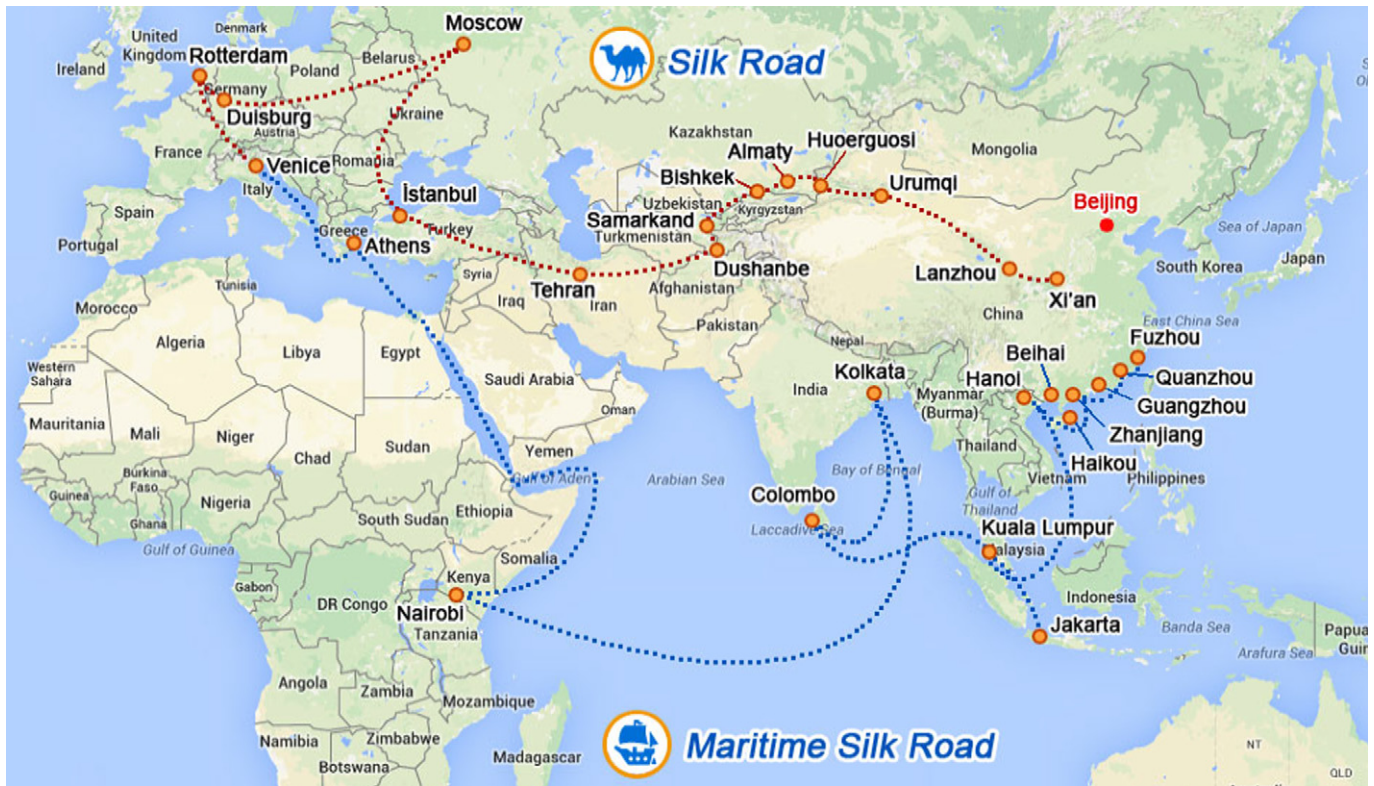 Moscow
Denmark
United
Kingdom
Rotterdam
Belarus
Silk Road
Ireland
Poland
Germany
Duisburg
Ukraine
Austria
Kazakhstan
Huoerguosi
France
Almaty
Mongolia
Venice
Romania
Bishkek
Urumqi
Italy
İstanbul
Uzbekistan
Kyrgyzstan
Beijing
Spain
Samarkand
Greece
Turkey
Turkmenistan
Sea of Japan
Portugal
Athens
Japan
Dushanbe
Lanzhou
South Korea
Syria
Tunisia
Tehran
Afghanistan
Iraq
Iran
Xi'an
Morocco
China
East China Sea
Pakistan
Fuzhou
Algeria
Libya
Egypt
Nepal
Beihai
Western
Sahara
Saudi Arabia
Kolkata
Hanoi
Quanzhou
India
Myanmar
(Burma)
Guangzhou
Oman
Mauritania
Mali
Niger
Zhanjiang
Sudan
Thailand
Chad
Yemen
Haikou
Burkina
Faso
Gulf of Aden
Arabian Sea
Bay of Bengal
Vietnam
Philippines
Guinea
Nigeria
Colombo
Gulf of
Thailand
Ethiopia
South Sudan
Ghana
Laccadive Sea
Kuala Lumpur
Gulf of Guinea
Malaysia
Somalia
Kenya
Gabon
DR Congo
Indonesia
Nairobi
Jakarta
Banda Sea
Papua
Tanzania
Guin
Arafura Sea
Angola
Zambia
Mozambique
Namibia
Zimbabwe
Maritime Silk Road
Madagascar
NT
Botswana
QLD